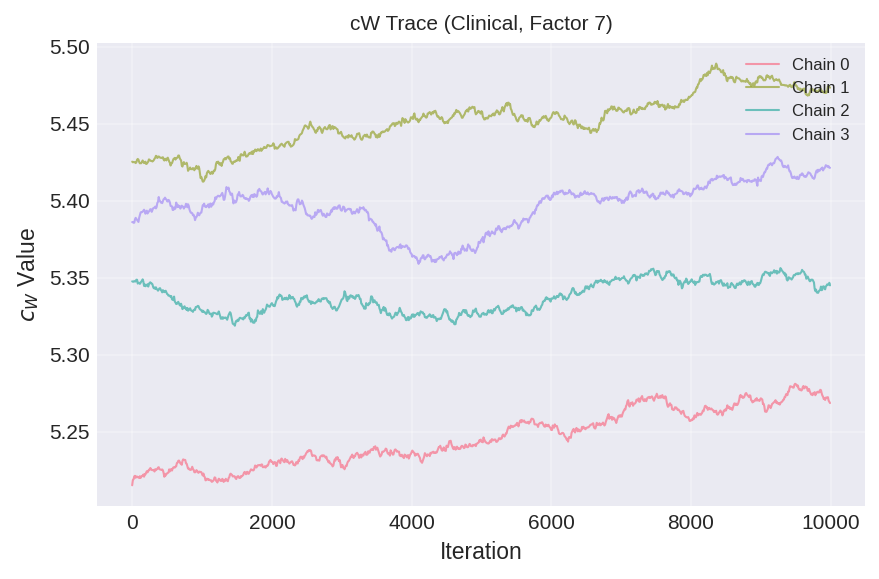 cW Trace (Clinical, Factor 7)
5.50
5.45
5.40
5.35
5.30
5.25
c_W Value
Chain 0
Chain 1
Chain 2
Chain 3
0
2000
4000
6000
8000
10000
Iteration